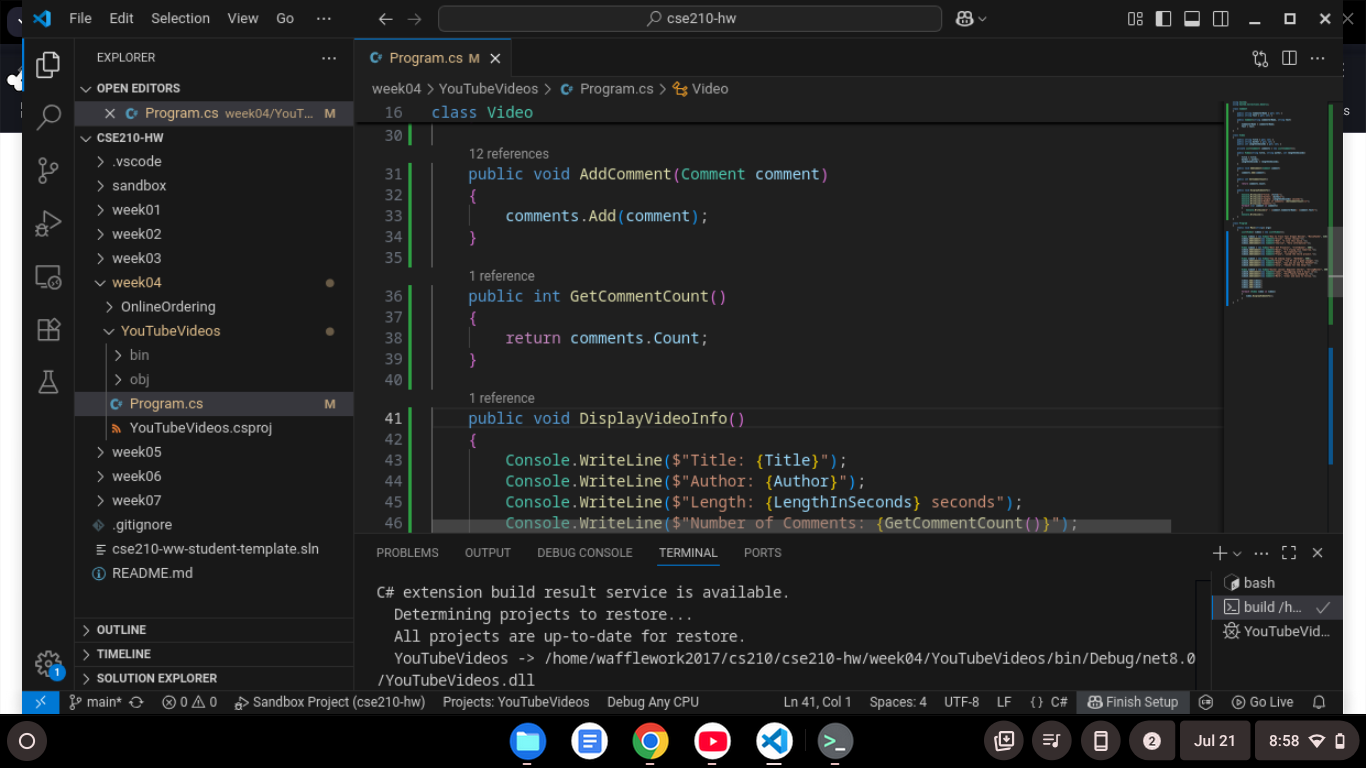 File Edit Selection View Go ··· cse210-hw
EXPLORER ···
OPEN EDITORS
Program.cs week04/YouT... M
CSE210-HW
.vscode
sandbox
week01
week02
week03
week04
OnlineOrdering
YouTubeVideos
bin
obj
Program.cs M
YouTubeVideos.csproj
week05
week06
week07
.gitignore
cse210-ww-student-template.sln
README.md
OUTLINE
TIMELINE
SOLUTION EXPLORER
1
Program.cs M
week04 > YouTubeVideos > Program.cs > Video
16 class Video
30
12 references
31 public void AddComment(Comment comment)
32 {
33 comments.Add(comment);
34 }
35
1 reference
36 public int GetCommentCount()
37 {
38 return comments.Count;
39 }
40
1 reference
41 public void DisplayVideoInfo()
42 {
43 Console.WriteLine($"Title: {Title}");
44 Console.WriteLine($"Author: {Author}");
45 Console.WriteLine($"Length: {LengthInSeconds} seconds");
46 Console.WriteLine($"Number of Comments: {GetCommentCount()}");
PROBLEMS OUTPUT DEBUG CONSOLE TERMINAL PORTS
C# extension build result service is available.
Determining projects to restore...
All projects are up-to-date for restore.
YouTubeVideos -> /home/wafflework2017/cs210/cse210-hw/week04/YouTubeVideos/bin/Debug/net8.0
/YouTubeVideos.dll
bash
build /h...
YouTubeVid...
main* 0 0 Sandbox Project (cse210-hw) Projects: YouTubeVideos Debug Any CPU Ln 41, Col 1 Spaces: 4 UTF-8 LF {} C# Finish Setup Go Live
2 Jul 21 8:58